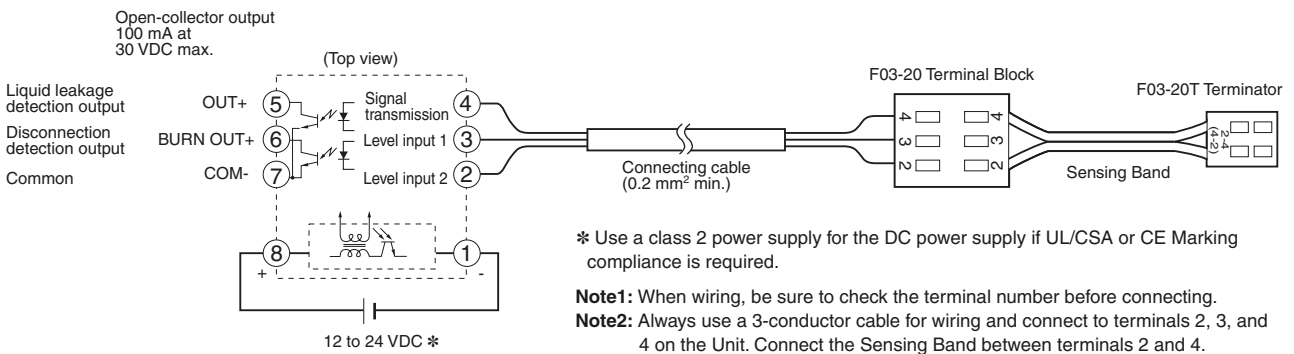 Open-collector output
100 mA at
30 VDC max.
(Top view)
Liquid leakage
detection output
OUT+
5
Signal
transmission
4
Disconnection
detection output
BURN OUT+
6
Level input 1
3
Common
COM-
7
Level input 2
2
8
1
+
-
12 to 24 VDC *
Connecting cable
(0.2 mm² min.)
F03-20 Terminal Block
4
4
3
3
2
2
Sensing Band
F03-20T Terminator
2-4
(4-2)
* Use a class 2 power supply for the DC power supply if UL/CSA or CE Marking
compliance is required.
Note1: When wiring, be sure to check the terminal number before connecting.
Note2: Always use a 3-conductor cable for wiring and connect to terminals 2, 3, and
4 on the Unit. Connect the Sensing Band between terminals 2 and 4.